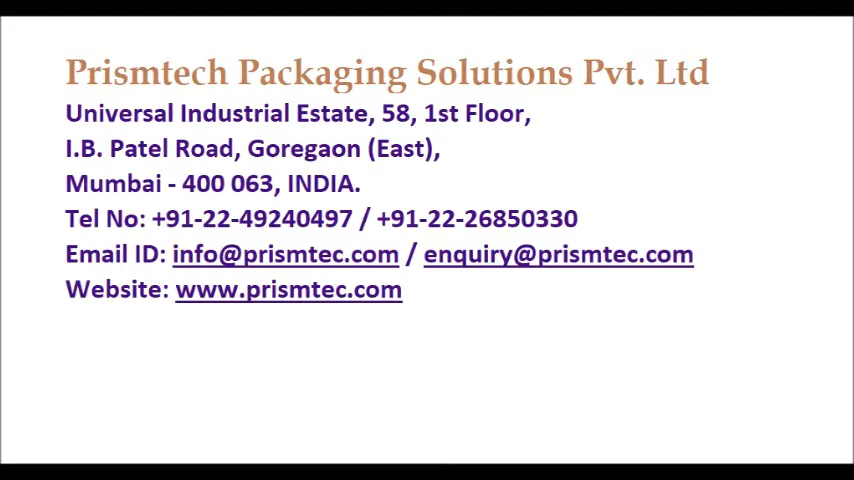 Prismtech Packaging Solutions Pvt. Ltd
Universal Industrial Estate, 58, 1st Floor,
I.B. Patel Road, Goregaon (East),
Mumbai - 400 063, INDIA.
Tel No: +91-22-49240497 / +91-22-26850330
Email ID: info@prismtec.com / enquiry@prismtec.com
Website: www.prismtec.com